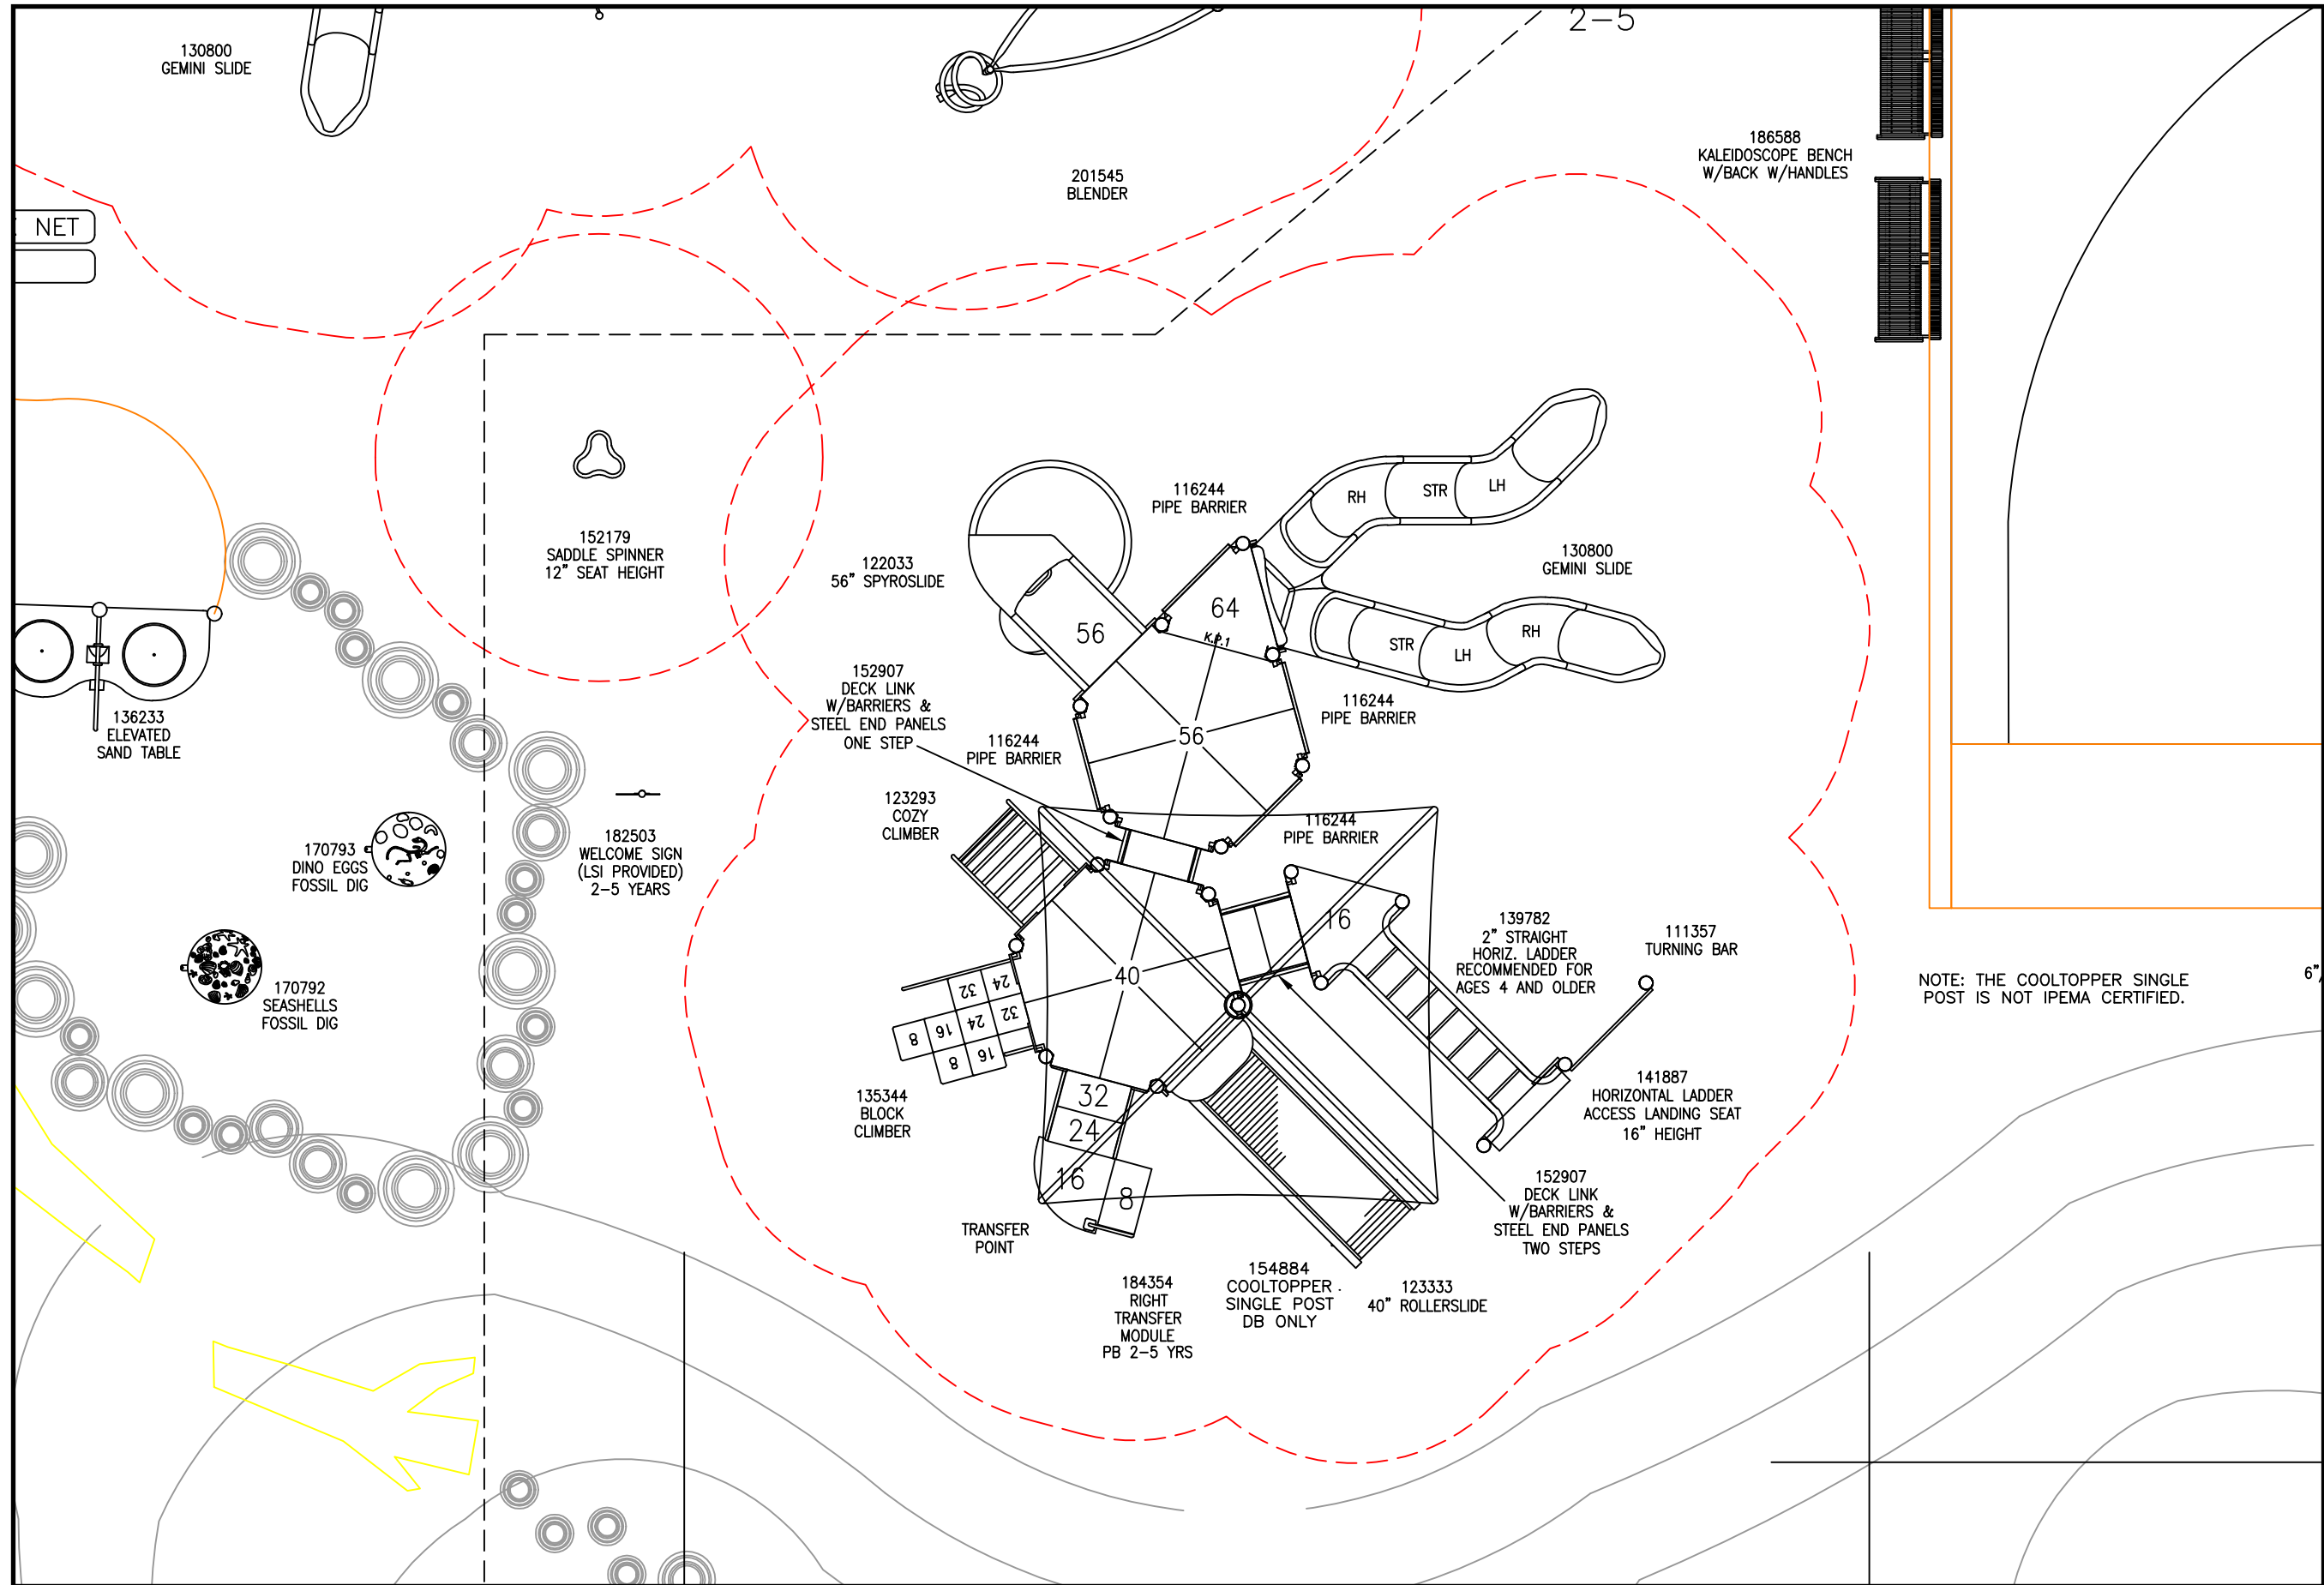 2-5
130800
GEMINI SLIDE
186588
KALEIDOSCOPE BENCH
W/BACK W/HANDLES
201545
BLENDER
NET
116244
PIPE BARRIER
RH
STR
LH
152179
SADDLE SPINNER
12" SEAT HEIGHT
122033
56" SPYROSLIDE
130800
GEMINI SLIDE
64
K.P.1
56
STR
LH
RH
152907
DECK LINK
W/BARRIERS &
STEEL END PANELS
ONE STEP
116244
PIPE BARRIER
136233
ELEVATED
SAND TABLE
116244
PIPE BARRIER
56
123293
COZY
CLIMBER
116244
PIPE BARRIER
182503
WELCOME SIGN
(LSI PROVIDED)
2-5 YEARS
170793
DINO EGGS
FOSSIL DIG
16
139782
2" STRAIGHT
HORIZ. LADDER
RECOMMENDED FOR
AGES 4 AND OLDER
111357
TURNING BAR
170792
SEASHELLS
FOSSIL DIG
NOTE: THE COOLTOPPER SINGLE
POST IS NOT IPEMA CERTIFIED.
6"
40
32 24
8 16 24 32
8 16
135344
BLOCK
CLIMBER
32
24
16
8
141887
HORIZONTAL LADDER
ACCESS LANDING SEAT
16" HEIGHT
152907
DECK LINK
W/BARRIERS &
STEEL END PANELS
TWO STEPS
TRANSFER
POINT
184354
RIGHT
TRANSFER
MODULE
PB 2-5 YRS
154884
COOLTOPPER
SINGLE POST
DB ONLY
123333
40" ROLLERSLIDE